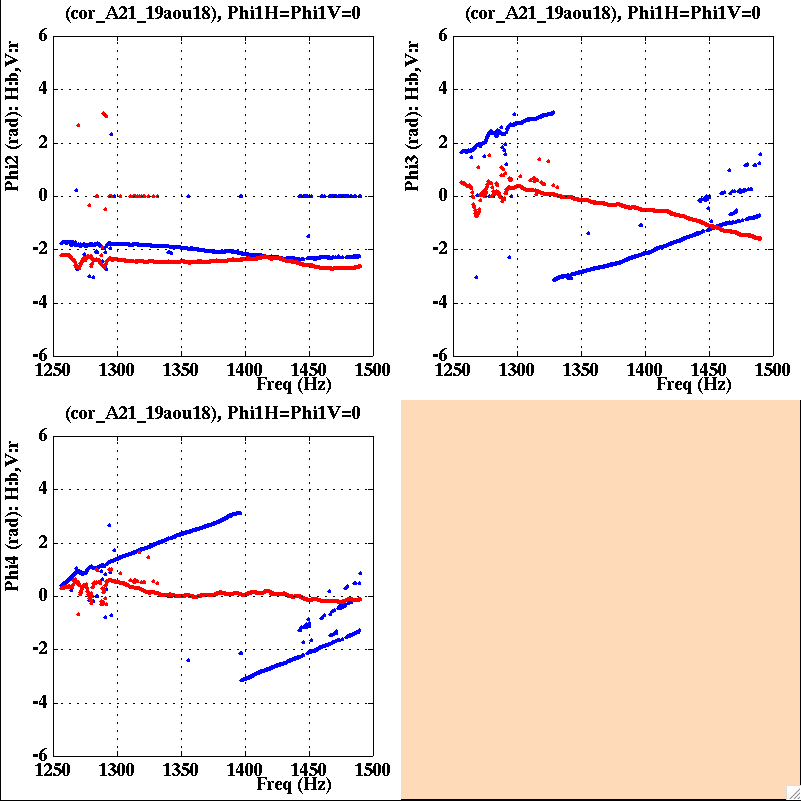 (cor_A21_19aou18), Phi1H=Phi1V=0
Phi2 (rad): H:b,V:r
6
4
2
0
-2
-4
-6
1250 1300 1350 1400 1450 1500
Freq (Hz)
(cor_A21_19aou18), Phi1H=Phi1V=0
Phi3 (rad): H:b,V:r
6
4
2
0
-2
-4
-6
1250 1300 1350 1400 1450 1500
Freq (Hz)
(cor_A21_19aou18), Phi1H=Phi1V=0
Phi4 (rad): H:b,V:r
6
4
2
0
-2
-4
-6
1250 1300 1350 1400 1450 1500
Freq (Hz)